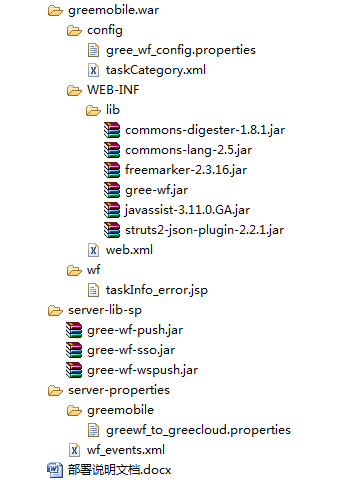 greemobile.war
config
gree_wf_config.properties
taskCategory.xml
WEB-INF
lib
commons-digester-1.8.1.jar
commons-lang-2.5.jar
freemarker-2.3.16.jar
gree-wf.jar
javassist-3.11.0.GA.jar
struts2-json-plugin-2.2.1.jar
web.xml
wf
taskInfo_error.jsp
server-lib-sp
gree-wf-push.jar
gree-wf-sso.jar
gree-wf-wspush.jar
server-properties
greemobile
greewf_to_greecloud.properties
wf_events.xml
部署说明文档.docx